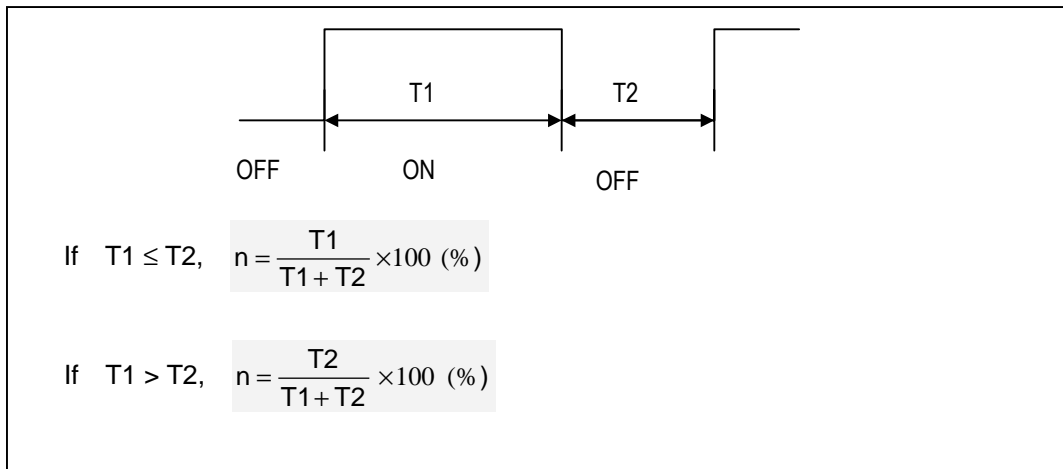 T1 T2
OFF ON OFF
If T1 ≤ T2, n = T1 / (T1 + T2) ×100 (%)
If T1 > T2, n = T2 / (T1 + T2) ×100 (%)